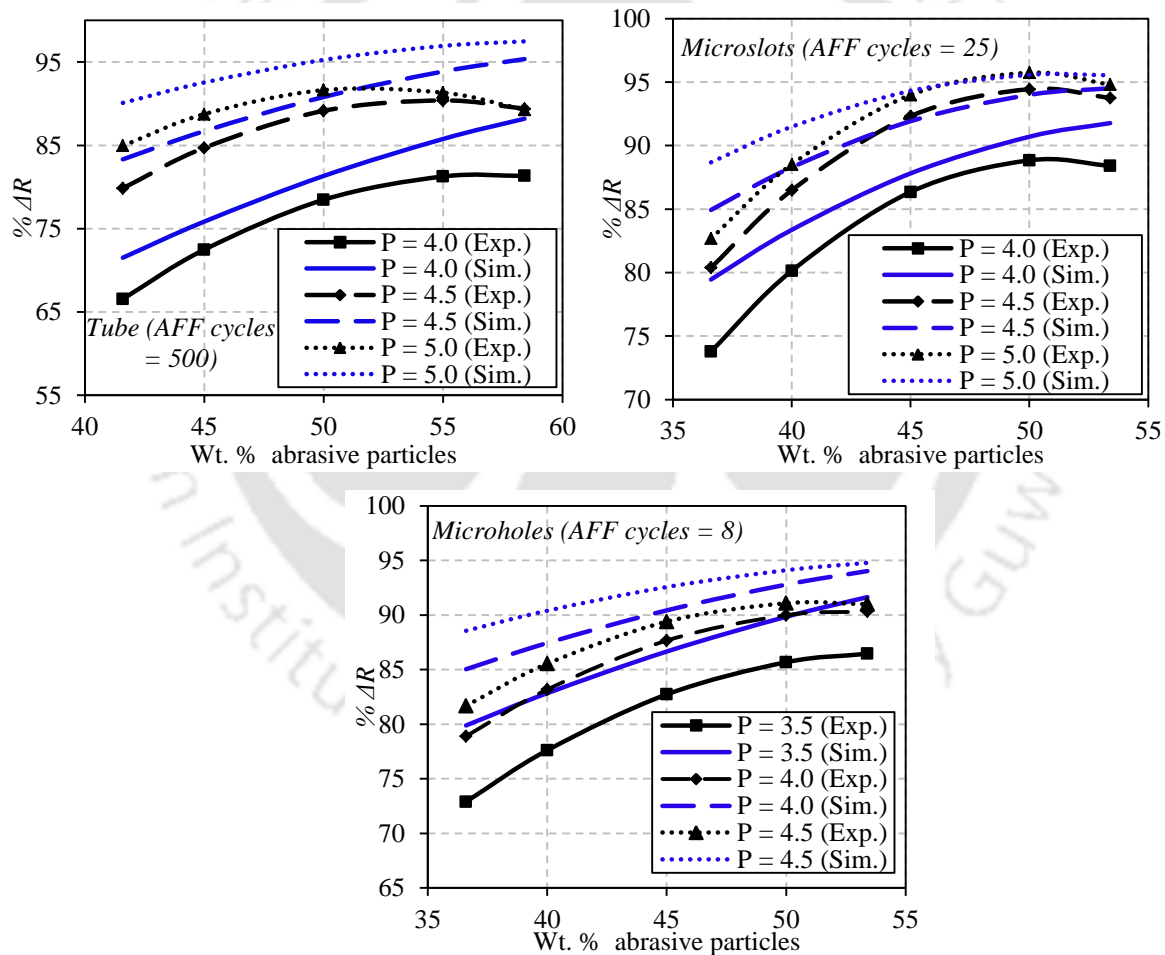 95
85
75
65
55
% ΔR
40
45
50
55
60
Wt. % abrasive particles
Tube (AFF cycles
= 500)
P = 4.0 (Exp.)
P = 4.0 (Sim.)
P = 4.5 (Exp.)
P = 4.5 (Sim.)
P = 5.0 (Exp.)
P = 5.0 (Sim.)
100
95
90
85
80
75
70
% ΔR
35
40
45
50
55
Wt. % abrasive particles
Microslots (AFF cycles = 25)
P = 4.0 (Exp.)
P = 4.0 (Sim.)
P = 4.5 (Exp.)
P = 4.5 (Sim.)
P = 5.0 (Exp.)
P = 5.0 (Sim.)
100
95
90
85
80
75
70
65
% ΔR
35
40
45
50
55
Wt. % abrasive particles
Microholes (AFF cycles = 8)
P = 3.5 (Exp.)
P = 3.5 (Sim.)
P = 4.0 (Exp.)
P = 4.0 (Sim.)
P = 4.5 (Exp.)
P = 4.5 (Sim.)
n Institu
Guw